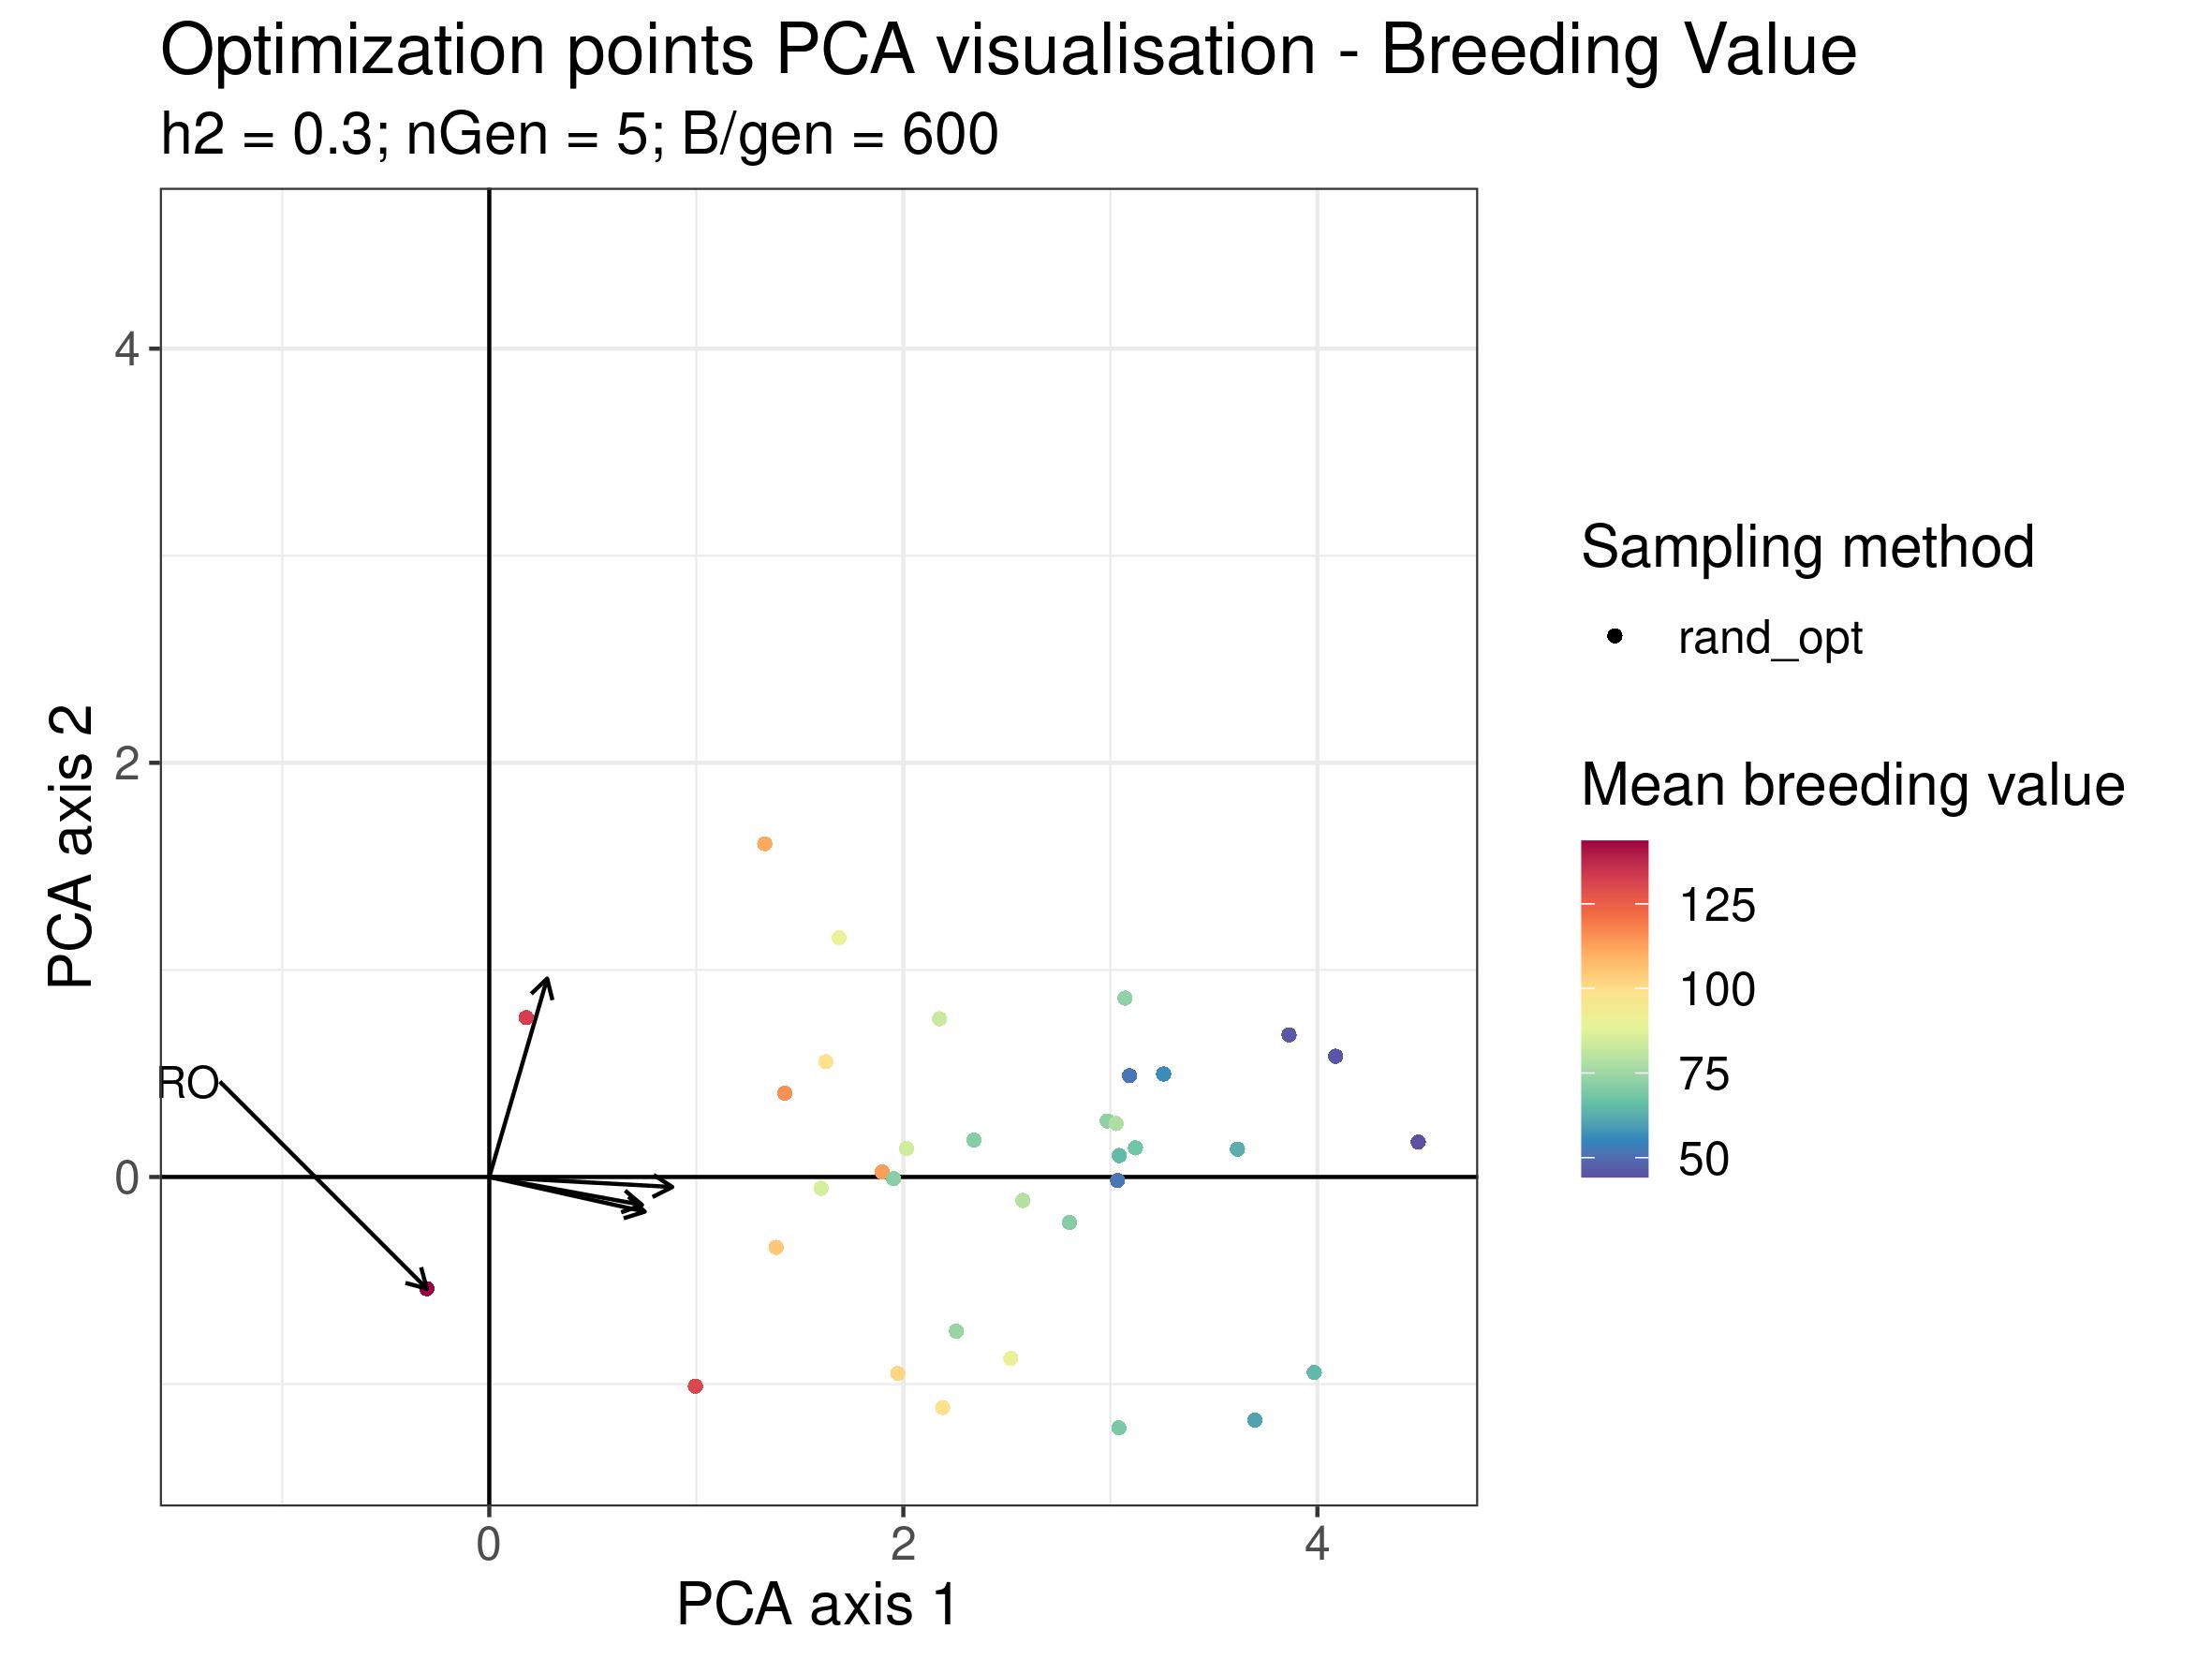 Optimization points PCA visualisation - Breeding Value
h2 = 0.3; nGen = 5; B/gen = 600
4
2
0
RO
0
2
4
PCA axis 1
PCA axis 2
Sampling method
rand_opt
Mean breeding value
125
100
75
50